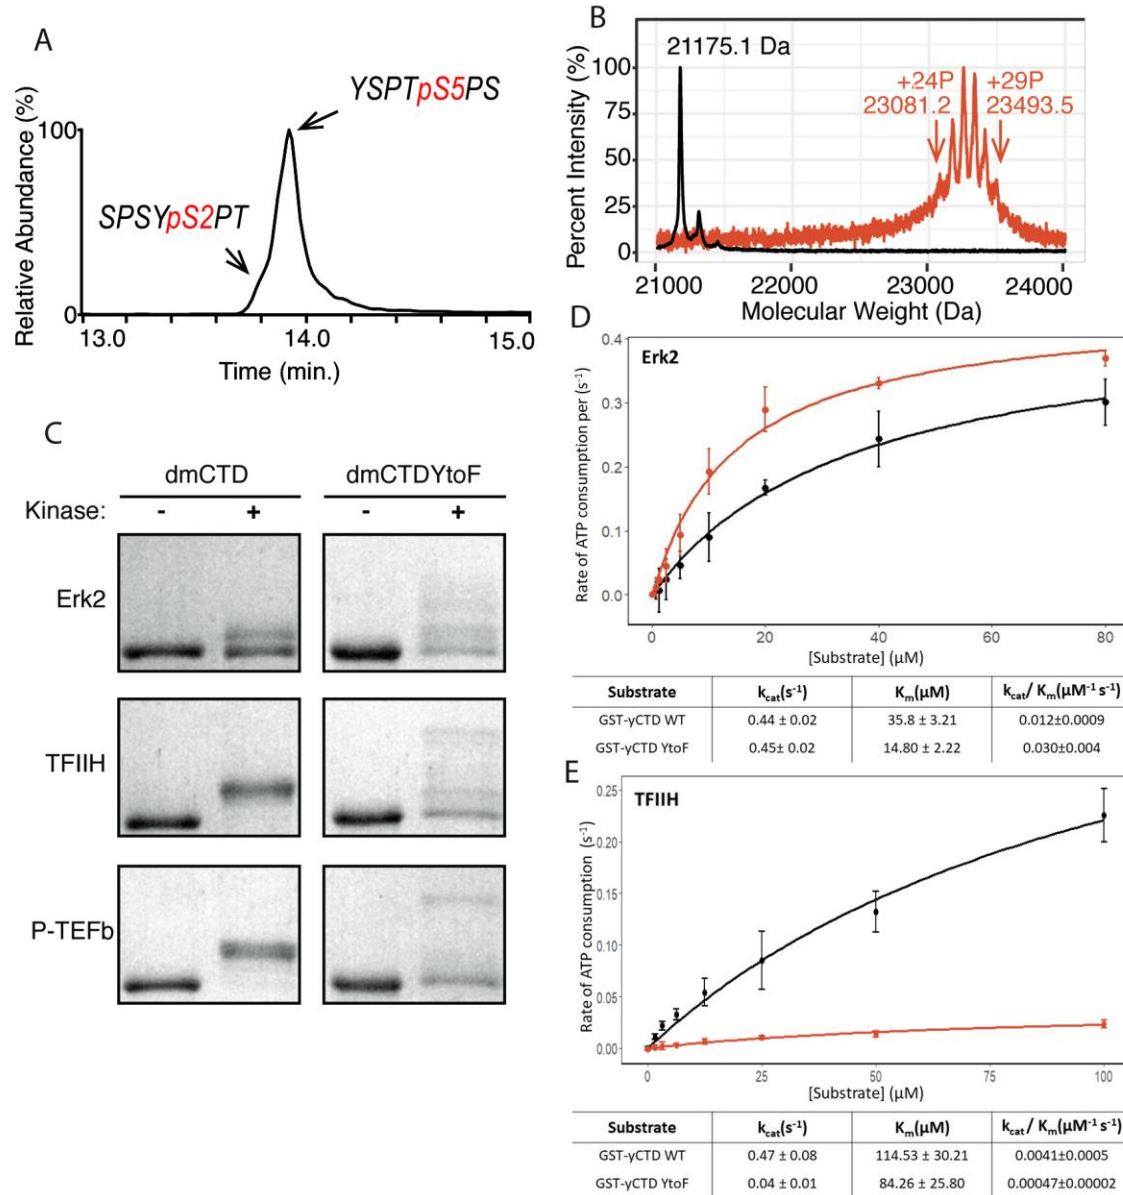 A
YSPTpS5PS
SPSYpS2PT
Relative Abundance (%)
100
0
13.0 14.0 15.0
Time (min.)
B
21175.1 Da
+24P
23081.2
+29P
23493.5
Percent Intensity (%)
100
75
50
25
0
21000 22000 23000 24000
Molecular Weight (Da)
C
dmCTD dmCTDYtoF
Kinase: - + - +
Erk2
TFIIH
P-TEFb
D
Erk2
Rate of ATP consumption per (s-1)
0.4
0.3
0.2
0.1
0.0
0 20 40 60 80
[Substrate] (µM)
Substrate kcat(s-1) Km(µM) kcat/ Km(µM-1 s-1)
GST-yCTD WT 0.44 ± 0.02 35.8 ± 3.21 0.012±0.0009
GST-yCTD YtoF 0.45± 0.02 14.80 ± 2.22 0.030±0.004
E
TFIIH
Rate of ATP consumption (s-1)
0.25
0.20
0.15
0.10
0.05
0.00
0 25 50 75 100
[Substrate] (µM)
Substrate kcat(s-1) Km(µM) kcat / Km(µM-1 s-1)
GST-yCTD WT 0.47 ± 0.08 114.53 ± 30.21 0.0041±0.0005
GST-yCTD YtoF 0.04 ± 0.01 84.26 ± 25.80 0.00047±0.00002